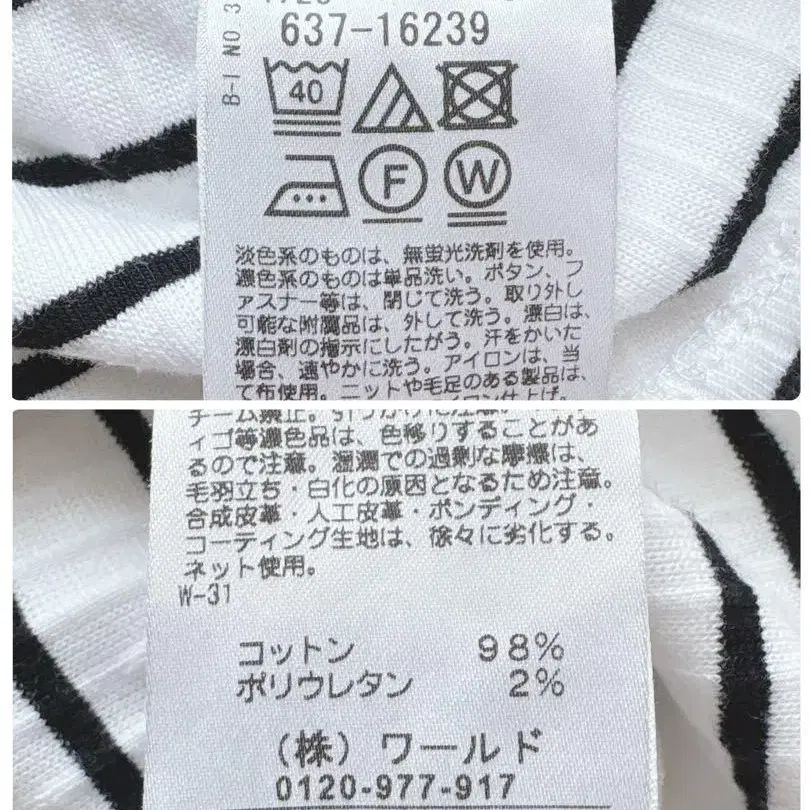 B-I NO.3
637-16239
40
F
W
淡色系のものは、無蛍光洗剤を使用。
濃色系のものは単品洗い。ボタン、フ
ァスナー等は、閉じて洗う。取り外し
可能な附属品は、外して洗う。漂白は、
漂白剤の指示にしたがう。汗をかいた
場合、速やかに洗う。アイロンは、当
て布使用。ニットや毛足のある製品は、
ィゴ等濃色品は、色移りすることがあ
るので注意。湿潤での過剰な摩擦は、
毛羽立ち・白化の原因となるため注意。
合成皮革・人工皮革・ボンディング・
コーティング生地は、徐々に劣化する。
ネット使用。
W-31
コットン 98%
ポリウレタン 2%
(株) ワールド
0120-977-917